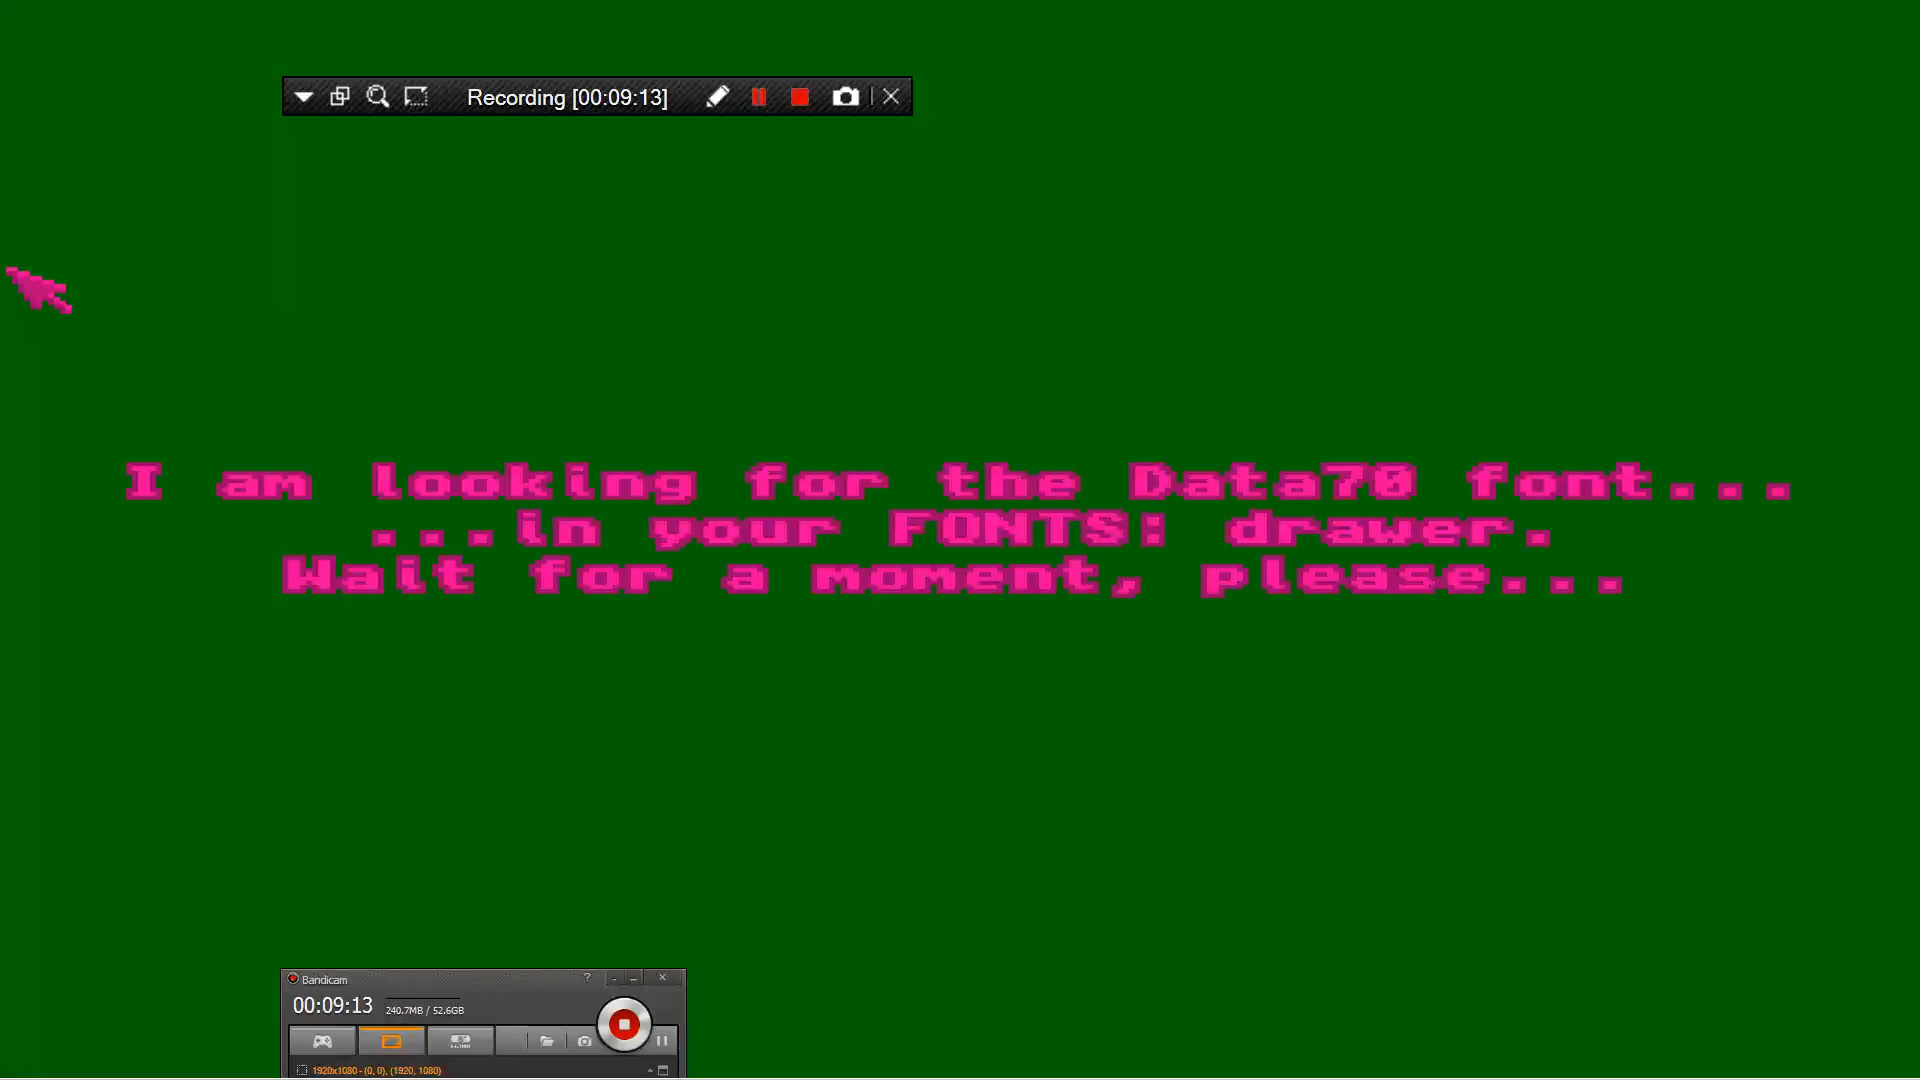 Recording [00:09:13]
I am looking for the Data70 font...
...in your FONTS: drawer.
Wait for a moment, please...
Bandicam
?
00:09:13
240.7MB / 52.6GB
1920x1080 - (0, 0), (1920, 1080)